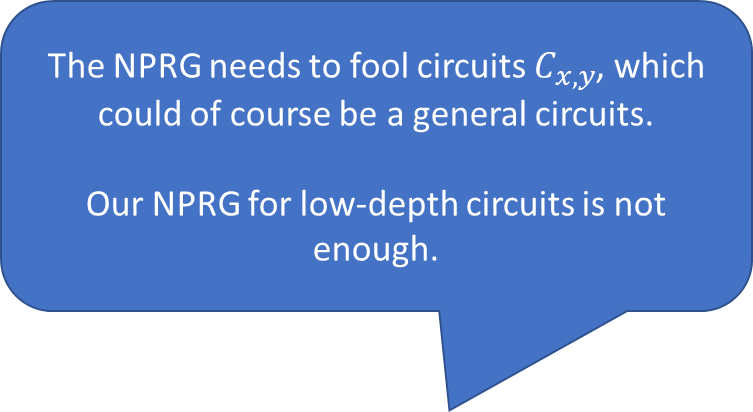 The NPRG needs to fool circuits $C_{x,y}$, which
could of course be a general circuits.
Our NPRG for low-depth circuits is not
enough.